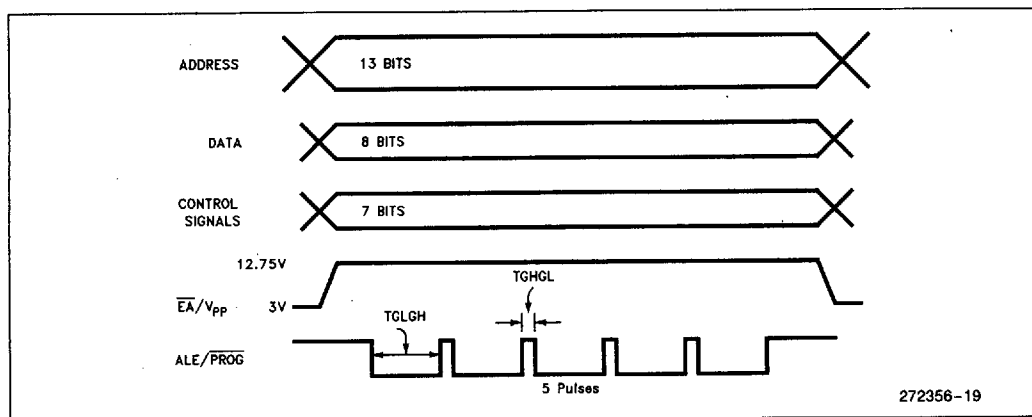 ADDRESS
13 BITS
DATA
8 BITS
CONTROL
SIGNALS
7 BITS
12.75V
TGHGL
EA/VPP
3V
TGLGH
ALE/PROG
5 Pulses
272356-19